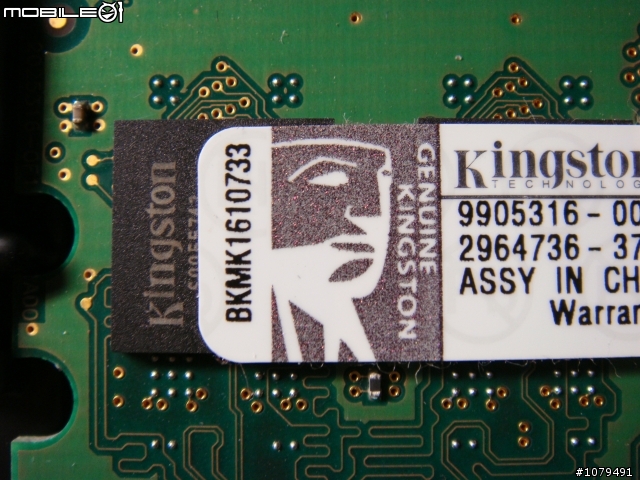 MOBILE01
Kingston
BKMK1610733
GENUINE
KINGSTON
Kingston
TECHNOLOG
9905316-00
2964736-37
ASSY IN CH
Warran
#1079491